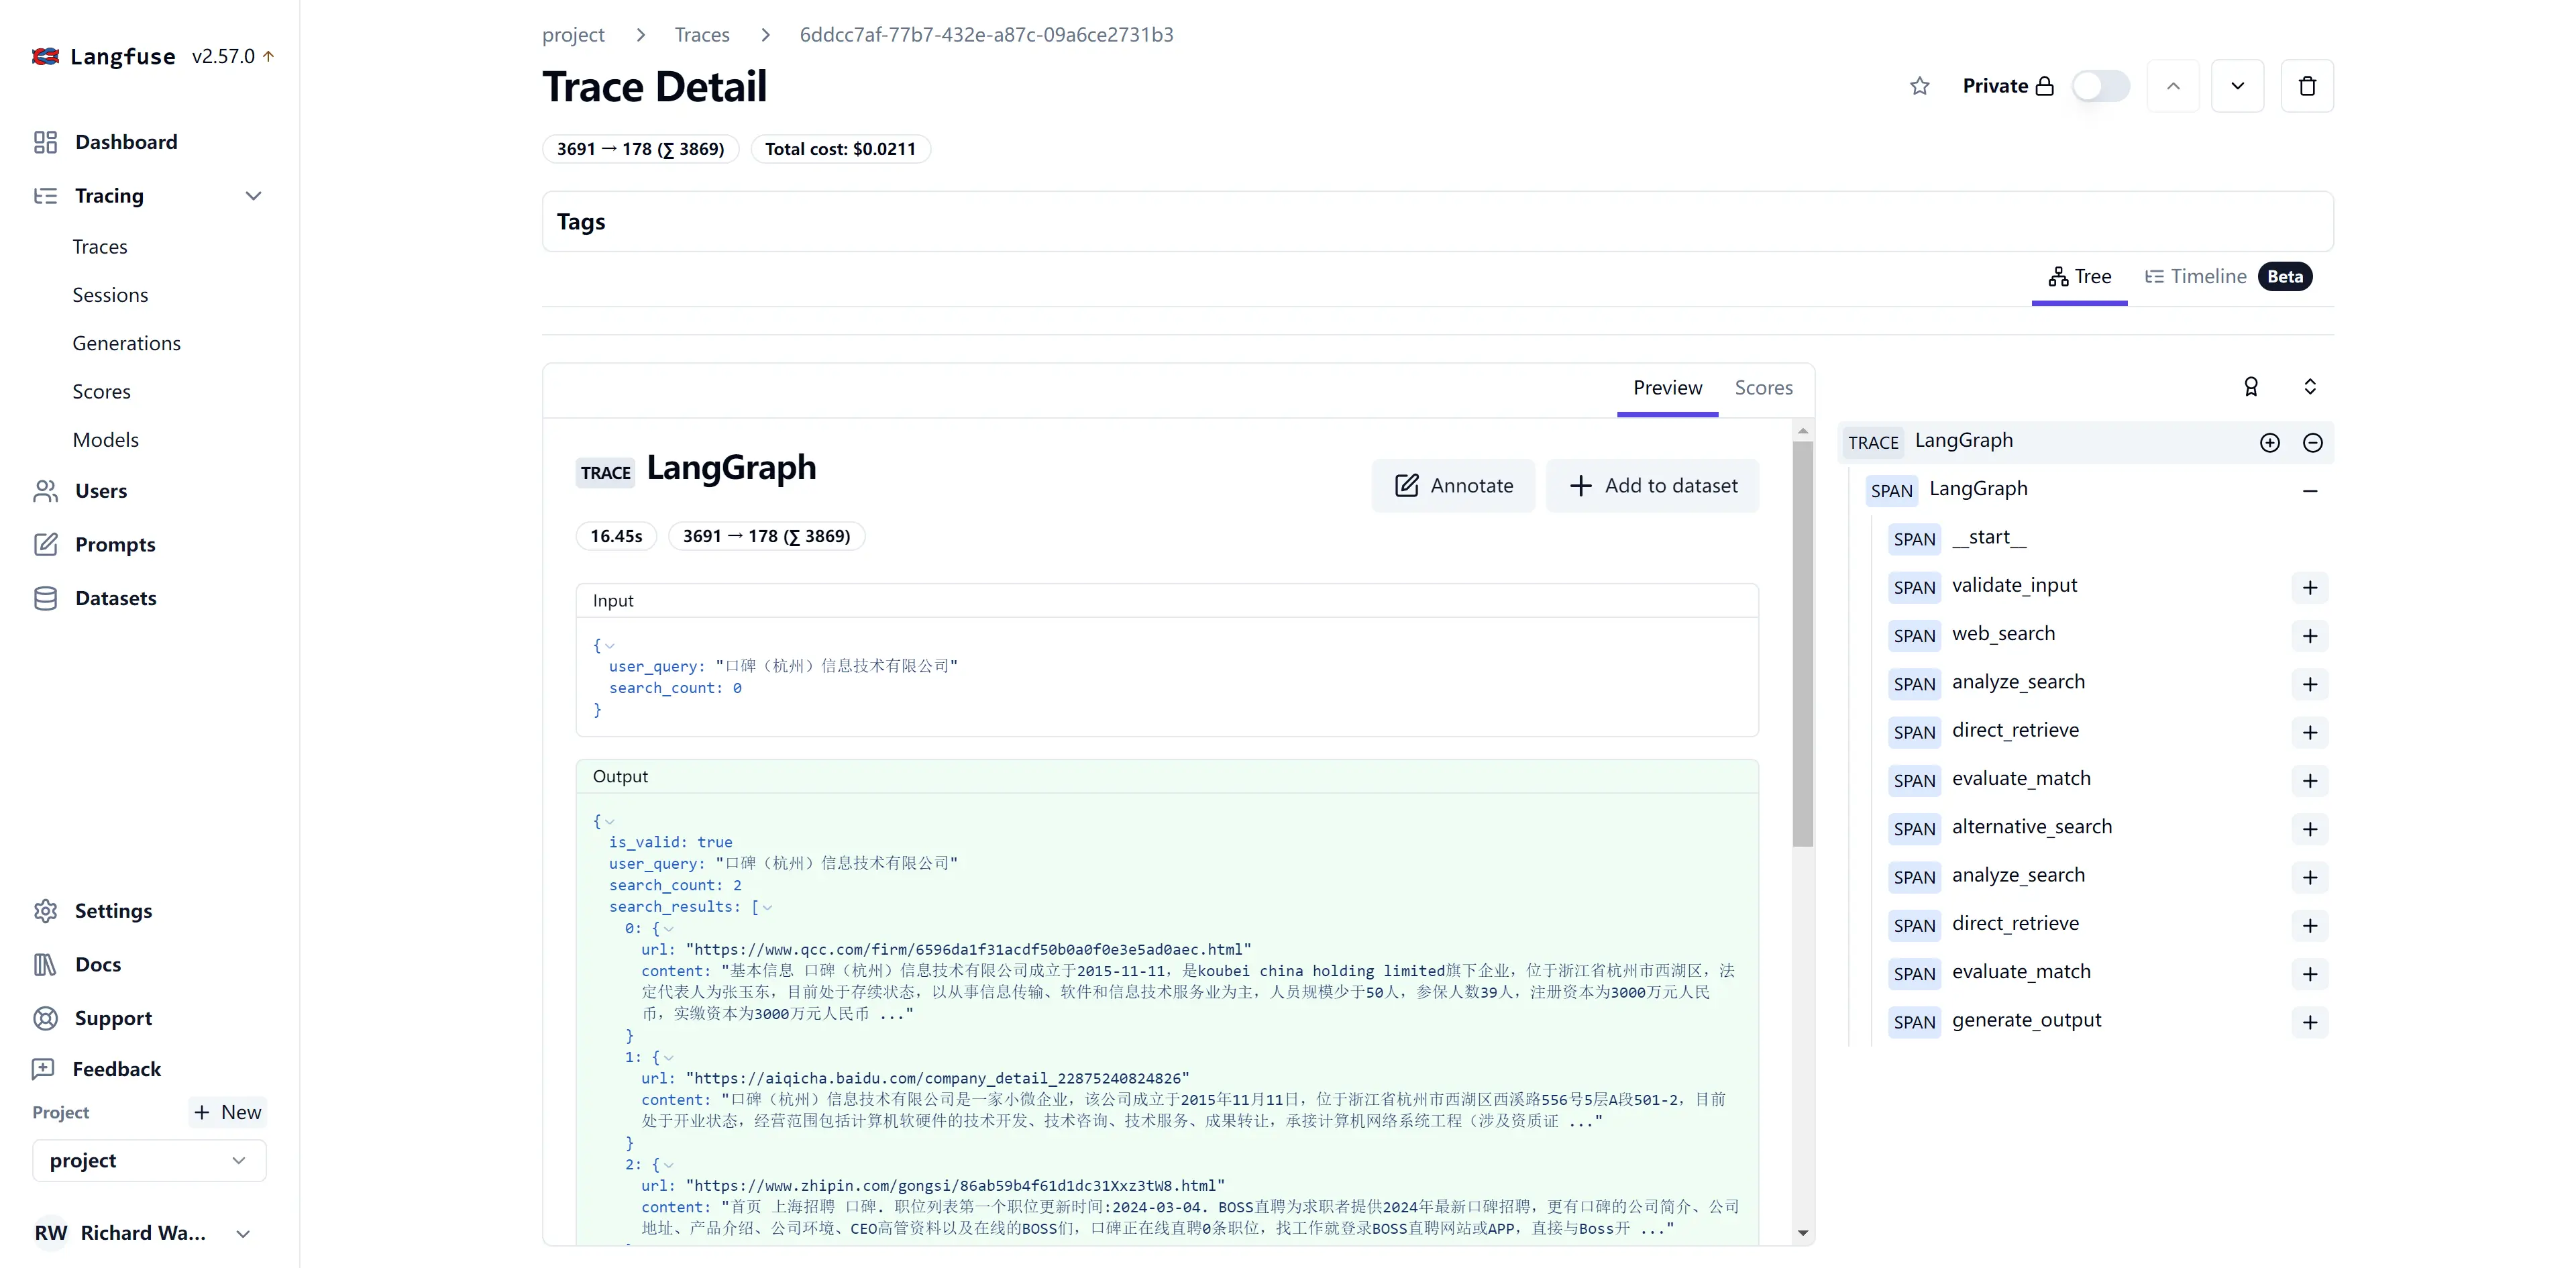 Langfuse v2.57.0
Dashboard
Tracing
Traces
Sessions
Generations
Scores
Models
Users
Prompts
Datasets
Settings
Docs
Support
Feedback
Project + New
project
RW Richard Wa...
project > Traces > 6ddcc7af-77b7-432e-a87c-09a6ce2731b3
Trace Detail
Private
3691 → 178 (∑ 3869) Total cost: $0.0211
Tags
Tree Timeline Beta
Preview Scores
TRACE LangGraph
Annotate + Add to dataset
16.45s 3691 → 178 (∑ 3869)
Input
{
user_query: "口碑（杭州）信息技术有限公司"
search_count: 0
}
Output
{
is_valid: true
user_query: "口碑（杭州）信息技术有限公司"
search_count: 2
search_results: [
0: {
url: "https://www.qcc.com/firm/6596da1f31acdf50b0a0f0e3e5ad0aec.html"
content: "基本信息 口碑（杭州）信息技术有限公司成立于2015-11-11，是koubei china holding limited旗下企业，位于浙江省杭州市西湖区，法
定代表人为张玉东，目前处于存续状态，以从事信息传输、软件和信息技术服务业为主，人员规模少于50人，参保人数39人，注册资本为3000万元人民
币，实缴资本为3000万元人民币 ..."
}
1: {
url: "https://aiqicha.baidu.com/company_detail_22875240824826"
content: "口碑（杭州）信息技术有限公司是一家小微企业，该公司成立于2015年11月11日，位于浙江省杭州市西湖区西溪路556号5层A段501-2，目前
处于开业状态，经营范围包括计算机软硬件的技术开发、技术咨询、技术服务、成果转让，承接计算机网络系统工程（涉及资质证 ..."
}
2: {
url: "https://www.zhipin.com/gongsi/86ab59b4f61d1dc31Xxz3tW8.html"
content: "首页 上海招聘 口碑. 职位列表第一个职位更新时间:2024-03-04. BOSS直聘为求职者提供2024年最新口碑招聘，更有口碑的公司简介、公司
地址、产品介绍、公司环境、CEO高管资料以及在线的BOSS们，口碑正在线直聘0条职位，找工作就登录BOSS直聘网站或APP，直接与Boss开 ..."
TRACE LangGraph
SPAN LangGraph
SPAN __start__
SPAN validate_input
SPAN web_search
SPAN analyze_search
SPAN direct_retrieve
SPAN evaluate_match
SPAN alternative_search
SPAN analyze_search
SPAN direct_retrieve
SPAN evaluate_match
SPAN generate_output